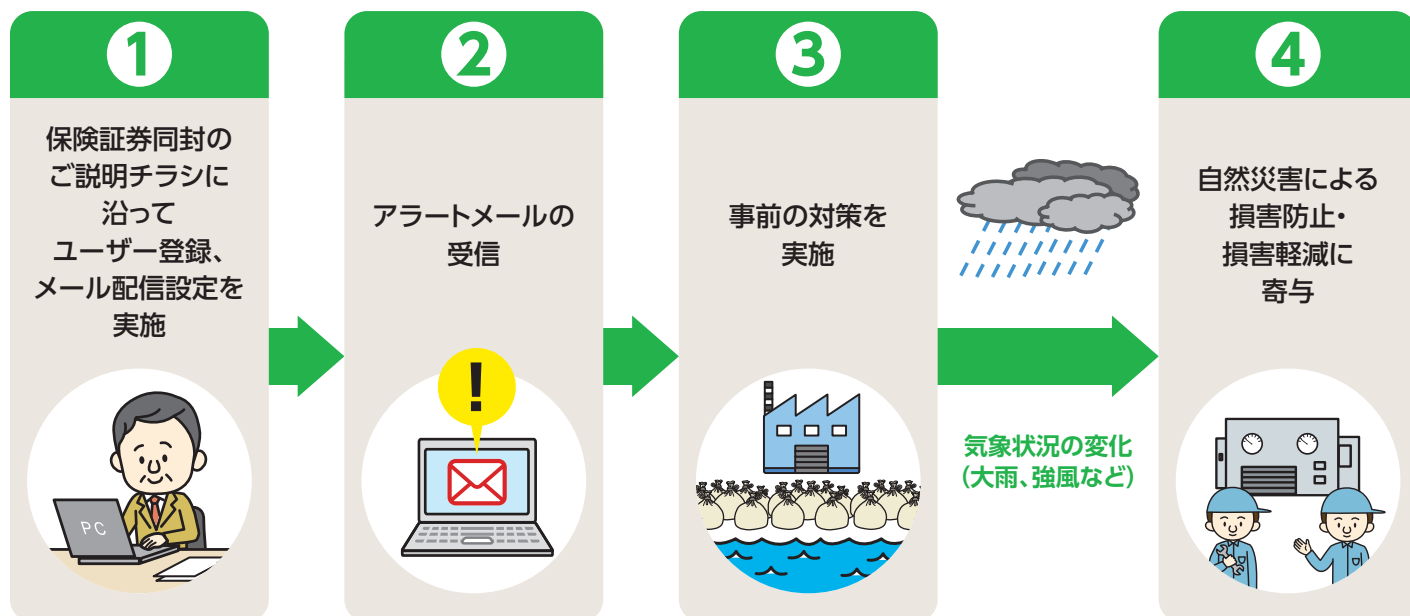 1
保険証券同封の
ご説明チラシに
沿って
ユーザー登録、
メール配信設定を
実施
PC
2
アラートメールの
受信
!
3
事前の対策を
実施
気象状況の変化
(大雨、強風など)
4
自然災害による
損害防止・
損害軽減に
寄与